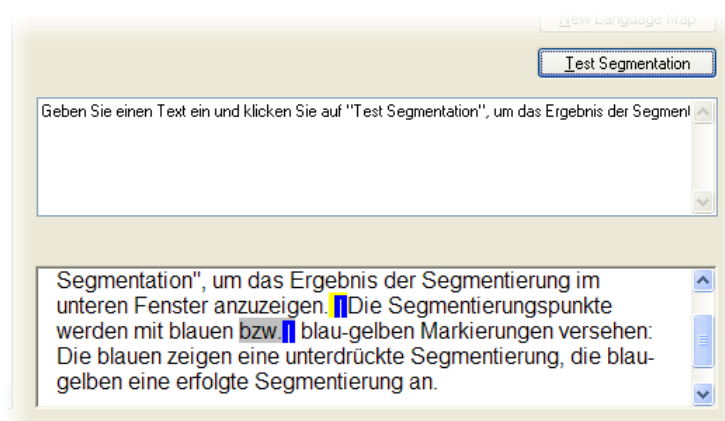 New Language Map
Test Segmentation
Geben Sie einen Text ein und klicken Sie auf "Test Segmentation", um das Ergebnis der
Segmentation", um das Ergebnis der Segmentierung im
unteren Fenster anzuzeigen. Die Segmentierungspunkte
werden mit blauen bzw. blau-gelben Markierungen versehen:
Die blauen zeigen eine unterdrückte Segmentierung, die blau-
gelben eine erfolgte Segmentierung an.